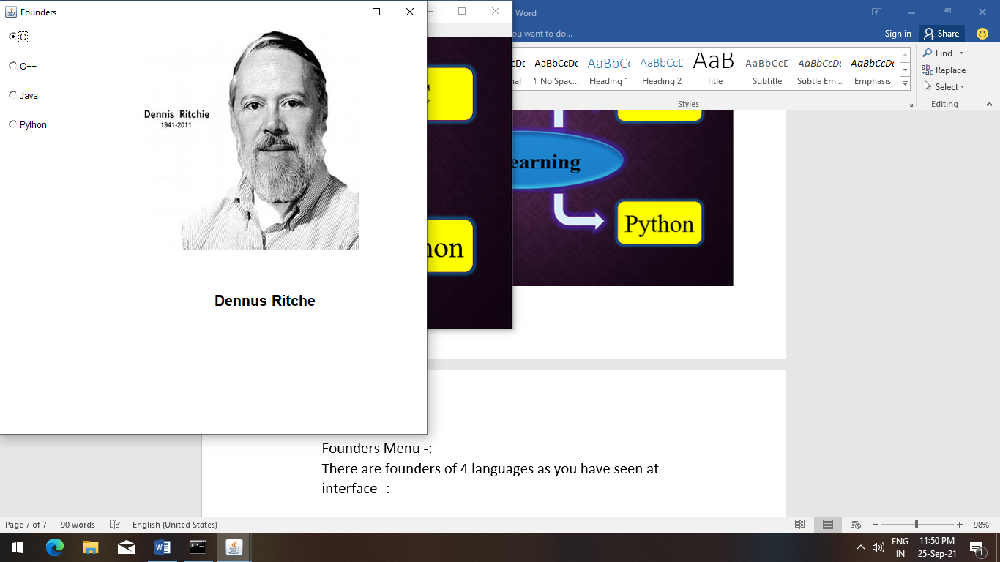 Founders
C
C++
Java
Python
Dennis Ritchie
1941-2011
Dennus Ritche
Word
ou want to do...
Sign in
Share
AaBbCcDc
AaBbCcDc
AaBbCc
AaBbCcD
AaB
AaBbCcD
AaBbCcDc
AaBbCcDc
¶ No Spac...
Heading 1
Heading 2
Title
Subtitle
Subtle Em...
Emphasis
Styles
Find
Replace
Select
Editing
earning
Python
non
Founders Menu -:
There are founders of 4 languages as you have seen at
interface -:
Page 7 of 7
90 words
English (United States)
98%
ENG
IN
11:50 PM
25-Sep-21
1